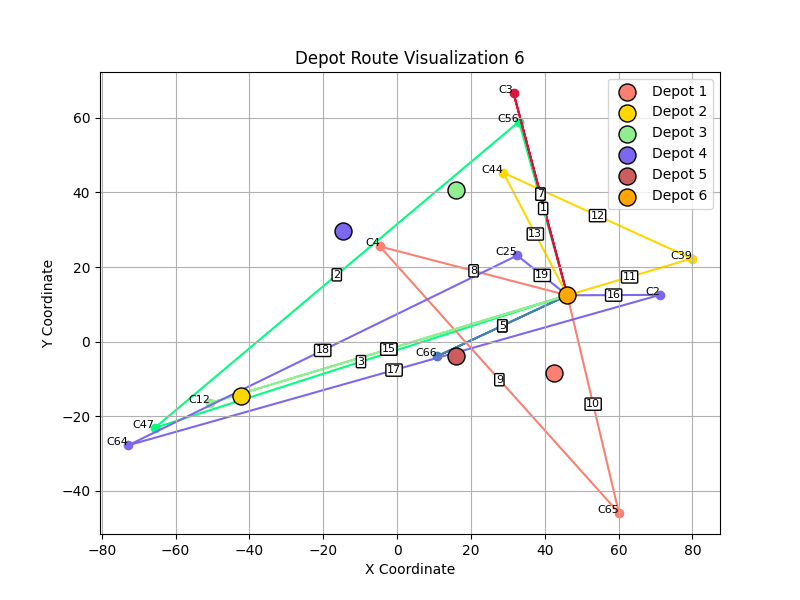 Depot Route Visualization 6
Depot 1
Depot 2
Depot 3
Depot 4
Depot 5
Depot 6
C3
C56
C44
C4
C25
C39
C2
C66
C12
C47
C64
C65
7
1
12
13
8
2
19
11
16
5
18
15
3
17
9
10
60
40
20
0
−20
−40
Y Coordinate
−80
−60
−40
−20
0
20
40
60
80
X Coordinate